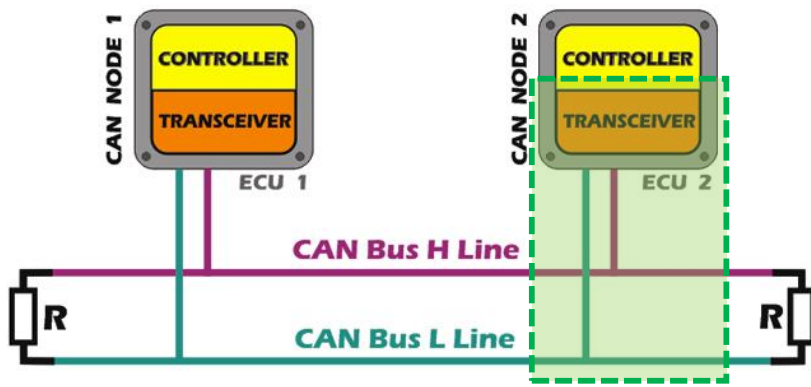 CAN NODE 1
CONTROLLER
TRANSCEIVER
ECU 1
CAN NODE 2
CONTROLLER
TRANSCEIVER
ECU 2
CAN Bus H Line
R
R
CAN Bus L Line